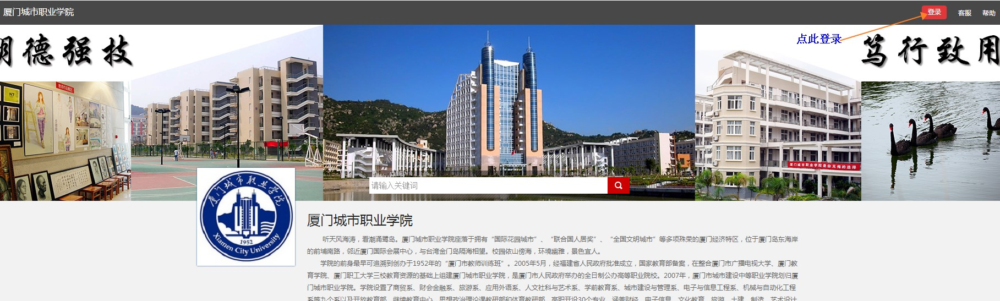 厦门城市职业学院
登录 客服 帮助
点此登录
明德强技
笃行致用
N7
教师作品展区
厦门城市职业学院是你无悔的选择
请输入关键词
厦门城市职业学院
1952
Xiamen City University
厦门城市职业学院
听天风海涛，看潮涌鹭岛。厦门城市职业学院座落于拥有“国际花园城市”、“联合国人居奖”、“全国文明城市”等多项殊荣的厦门经济特区，位于厦门岛东海岸
的前埔南路，邻近厦门国际会展中心，与台湾金门岛隔海相望。校园依山傍海，环境幽雅，景色宜人。
学院的前身最早可追溯到创办于1952年的“厦门市教师训练班”。2005年5月，经福建省人民政府批准成立，国家教育部备案，在整合厦门市广播电视大学、厦门教
育学院、厦门职工大学三校教育资源的基础上组建厦门城市职业学院，是厦门市人民政府举办的全日制公办高等职业院校。2007年，厦门市城市建设中等职业学院划归厦
门城市职业学院。学院设置了商贸系、财会金融系、旅游系、应用外语系、人文社科与艺术系、学前教育系、城市建设与管理系、电子与信息工程系、机械与自动化工程
系等九个系以及开放教育部、继续教育中心、思想政治理论课教研部和体育教研部，高职开设30个专业，涵盖财经、电子信息、文化教育、旅游、土建、制造、艺术设计